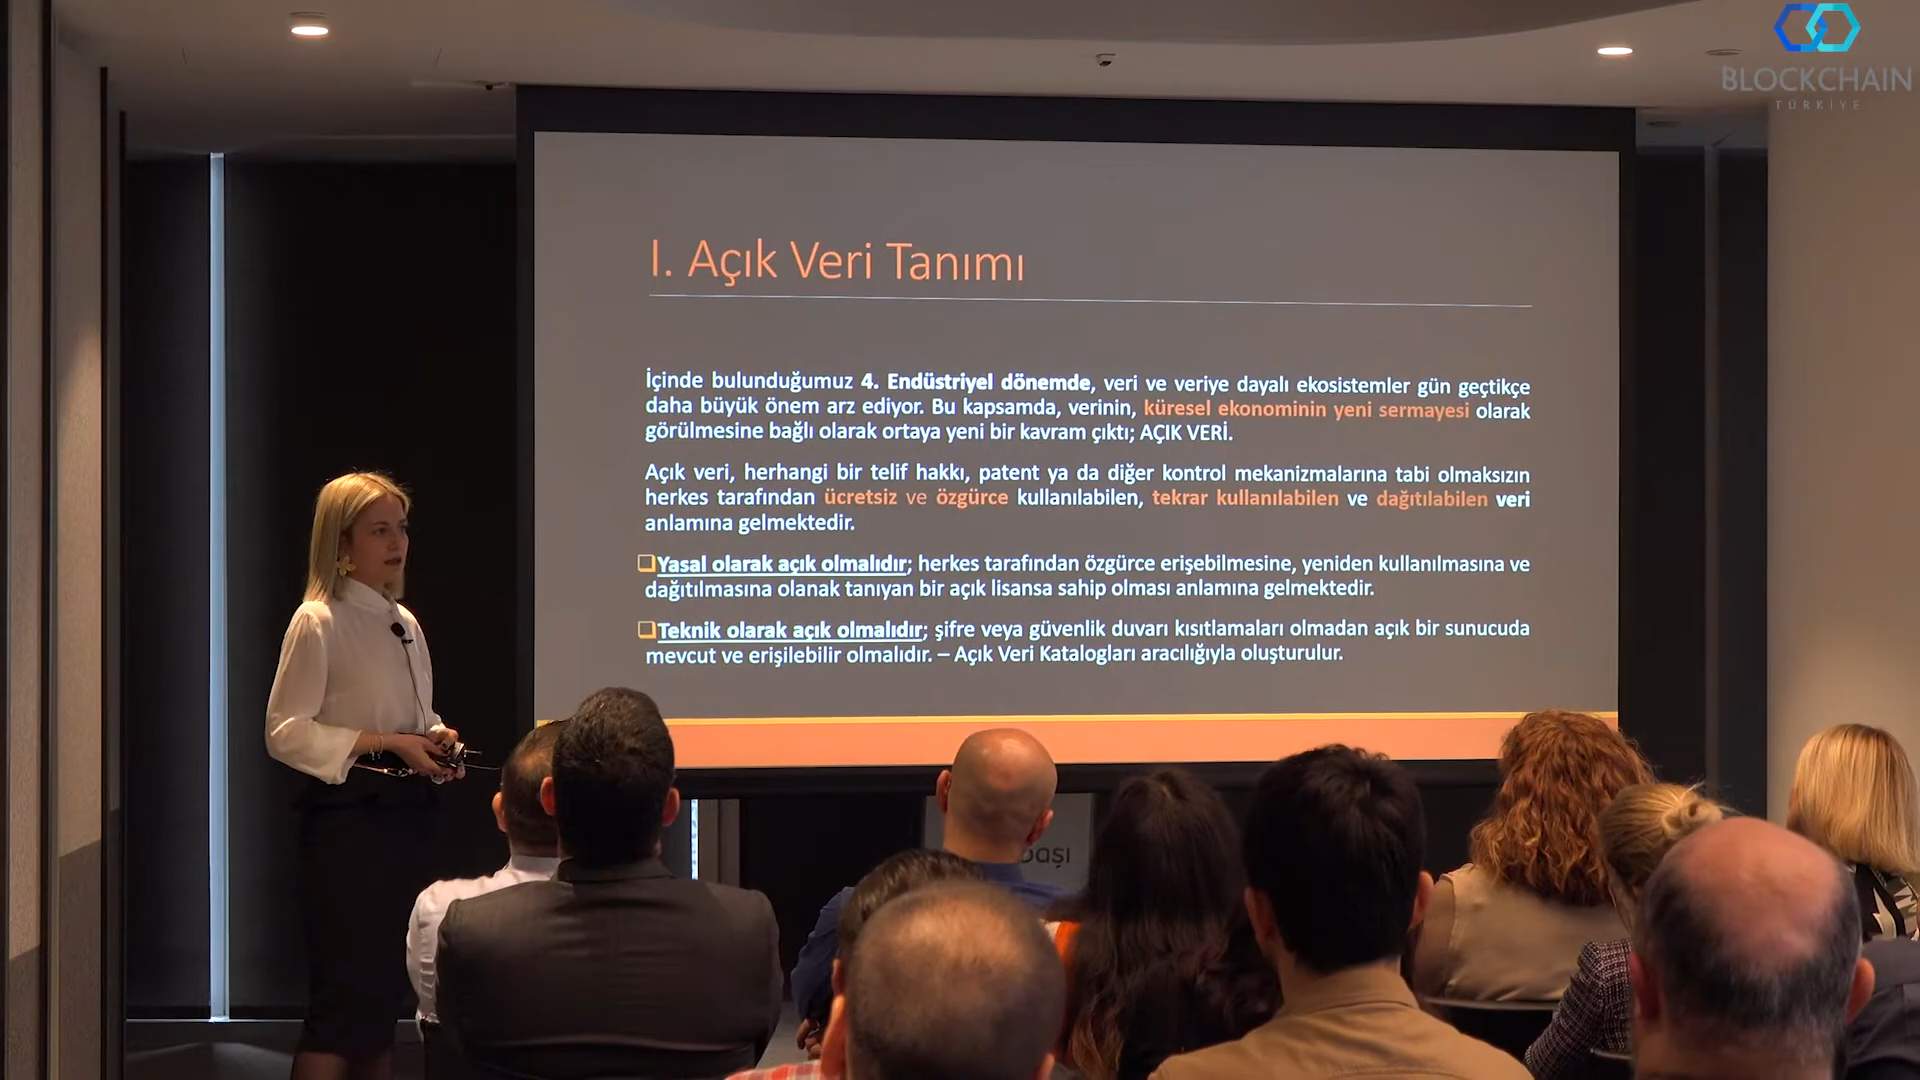 BLOCKCHAIN
TÜRKİYE
I. Açık Veri Tanımı
İçinde bulunduğumuz 4. Endüstriyel dönemde, veri ve veriye dayalı ekosistemler gün geçtikçe
daha büyük önem arz ediyor. Bu kapsamda, verinin, küresel ekonominin yeni sermayesi olarak
görülmesine bağlı olarak ortaya yeni bir kavram çıktı; AÇIK VERİ.
Açık veri, herhangi bir telif hakkı, patent ya da diğer kontrol mekanizmalarına tabi olmaksızın
herkes tarafından ücretsiz ve özgürce kullanılabilen, tekrar kullanılabilen ve dağıtılabilen veri
anlamına gelmektedir.
Yasal olarak açık olmalıdır; herkes tarafından özgürce erişebilmesine, yeniden kullanılmasına ve
dağıtılmasına olanak tanıyan bir açık lisansa sahip olması anlamına gelmektedir.
Teknik olarak açık olmalıdır; şifre veya güvenlik duvarı kısıtlamaları olmadan açık bir sunucuda
mevcut ve erişilebilir olmalıdır. – Açık Veri Katalogları aracılığıyla oluşturulur.